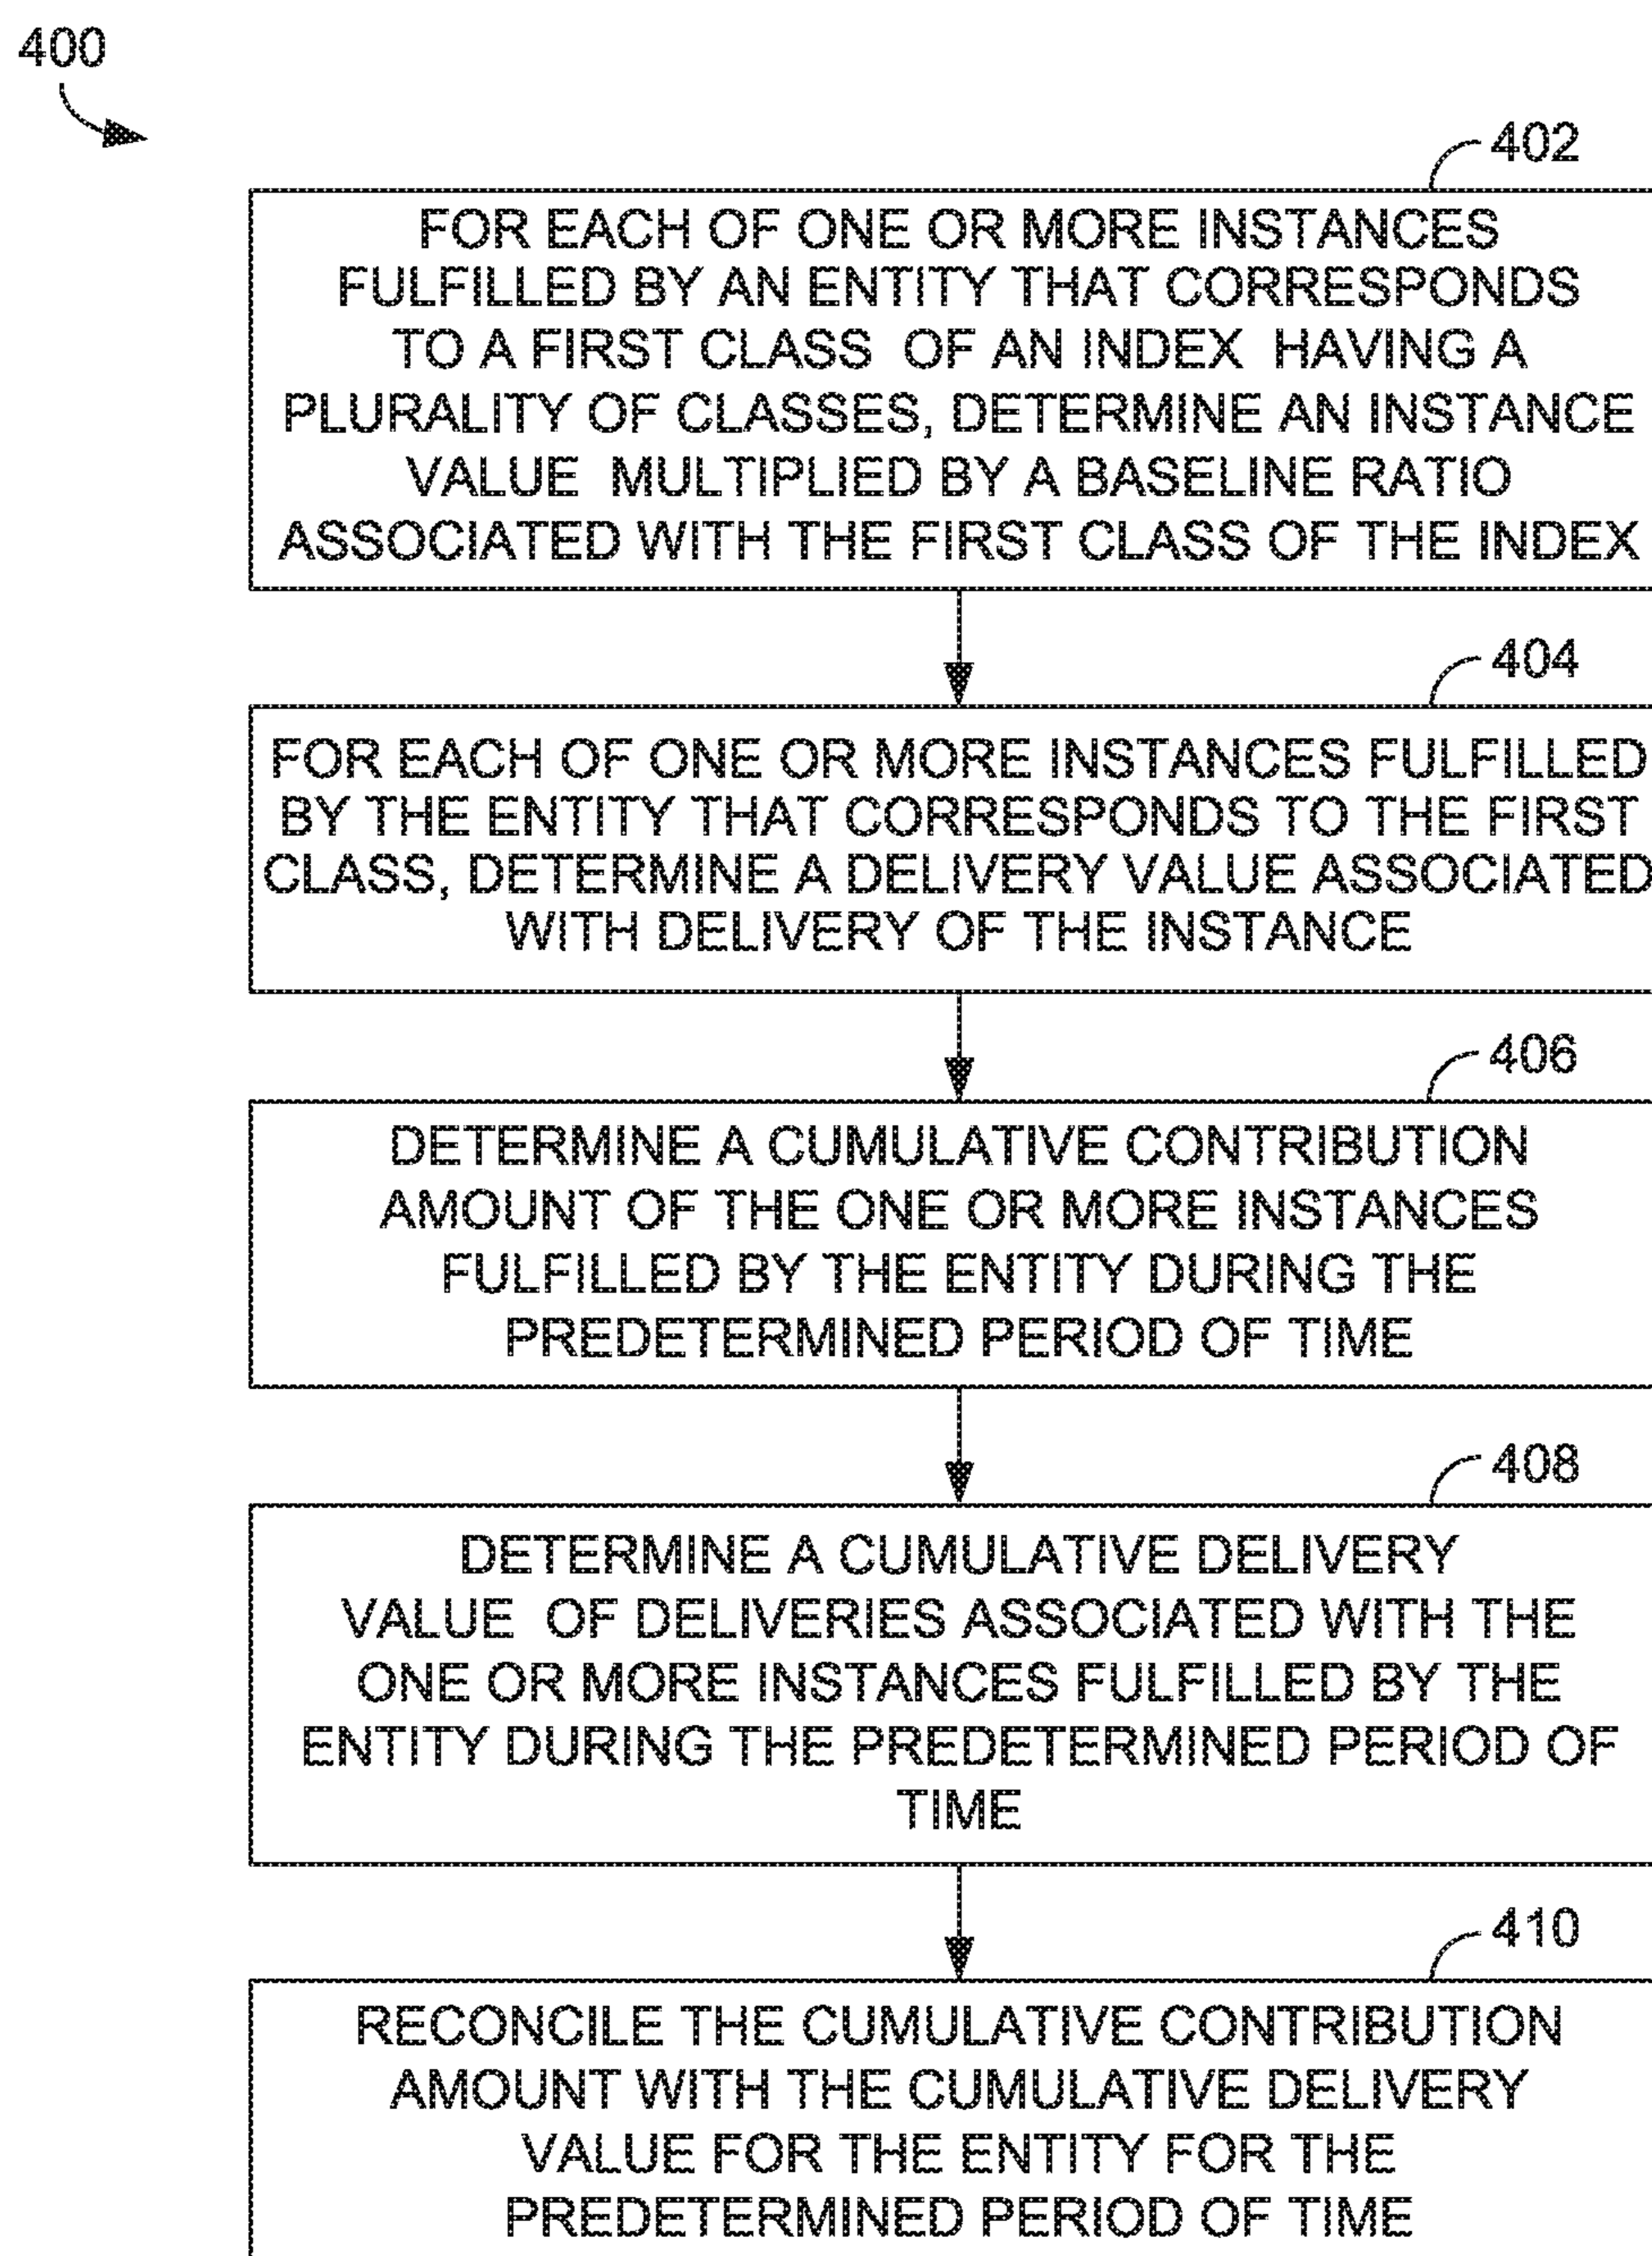 400
402
FOR EACH OF ONE OR MORE INSTANCES
FULFILLED BY AN ENTITY THAT CORRESPONDS
TO A FIRST CLASS OF AN INDEX HAVING A
PLURALITY OF CLASSES, DETERMINE AN INSTANCE
VALUE MULTIPLIED BY A BASELINE RATIO
ASSOCIATED WITH THE FIRST CLASS OF THE INDEX
404
FOR EACH OF ONE OR MORE INSTANCES FULFILLED
BY THE ENTITY THAT CORRESPONDS TO THE FIRST
CLASS, DETERMINE A DELIVERY VALUE ASSOCIATED
WITH DELIVERY OF THE INSTANCE
406
DETERMINE A CUMULATIVE CONTRIBUTION
AMOUNT OF THE ONE OR MORE INSTANCES
FULFILLED BY THE ENTITY DURING THE
PREDETERMINED PERIOD OF TIME
408
DETERMINE A CUMULATIVE DELIVERY
VALUE OF DELIVERIES ASSOCIATED WITH THE
ONE OR MORE INSTANCES FULFILLED BY THE
ENTITY DURING THE PREDETERMINED PERIOD OF
TIME
410
RECONCILE THE CUMULATIVE CONTRIBUTION
AMOUNT WITH THE CUMULATIVE DELIVERY
VALUE FOR THE ENTITY FOR THE
PREDETERMINED PERIOD OF TIME